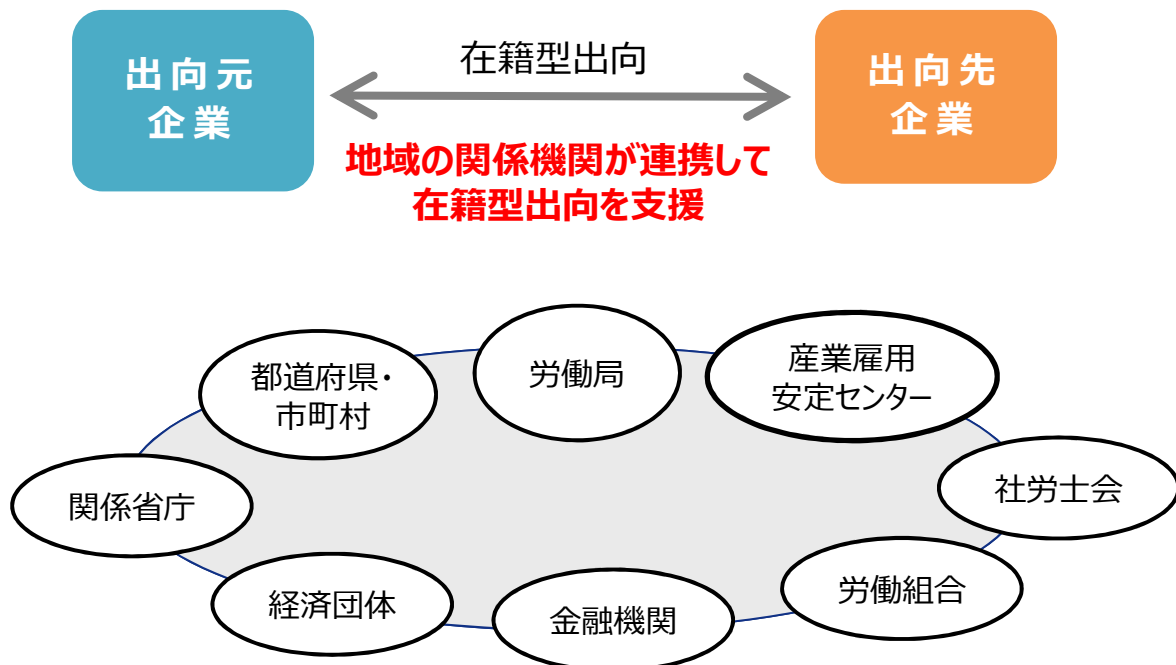 出向元
企業
在籍型出向
出向先
企業
地域の関係機関が連携して
在籍型出向を支援
都道府県・
市町村
労働局
産業雇用
安定センター
関係省庁
社労士会
経済団体
金融機関
労働組合